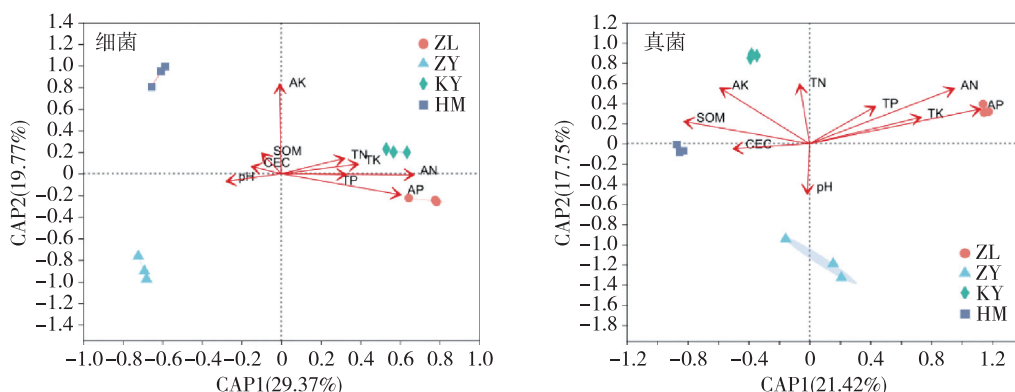 细菌
ZL
ZY
KY
HM
CAP2(19.77%)
1.4
1.2
1.0
0.8
0.6
0.4
0.2
0
−0.2
−0.4
−0.6
−0.8
−1.0
−1.2
−1.4
AK
SOM
CEC
pH
TN
TK
TP
AN
AP
−1.0
−0.8
−0.6
−0.4
−0.2
0
0.2
0.4
0.6
0.8
1.0
CAP1(29.37%)
真菌
CAP2(17.75%)
1.2
1.0
0.8
0.6
0.4
0.2
0
−0.2
−0.4
−0.6
−0.8
−1.0
−1.2
−1.4
−1.6
−1.8
AK
TN
SOM
CEC
pH
TP
TK
AN
AP
ZL
ZY
KY
HM
−1.2
−0.8
−0.4
0
0.4
0.8
1.2
CAP1(21.42%)